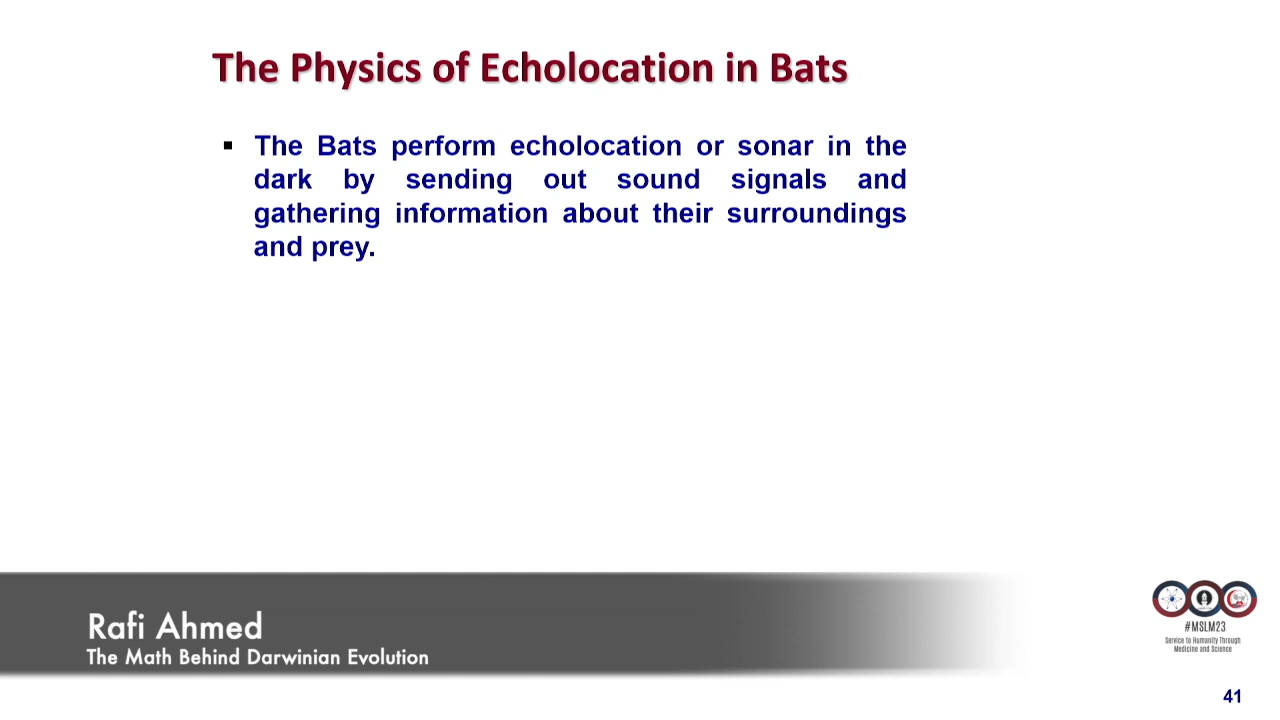 The Physics of Echolocation in Bats
▪ The Bats perform echolocation or sonar in the
dark by sending out sound signals and
gathering information about their surroundings
and prey.
Rafi Ahmed
The Math Behind Darwinian Evolution
#MSLM23
Service to Humanity Through
Medicine and Science
41